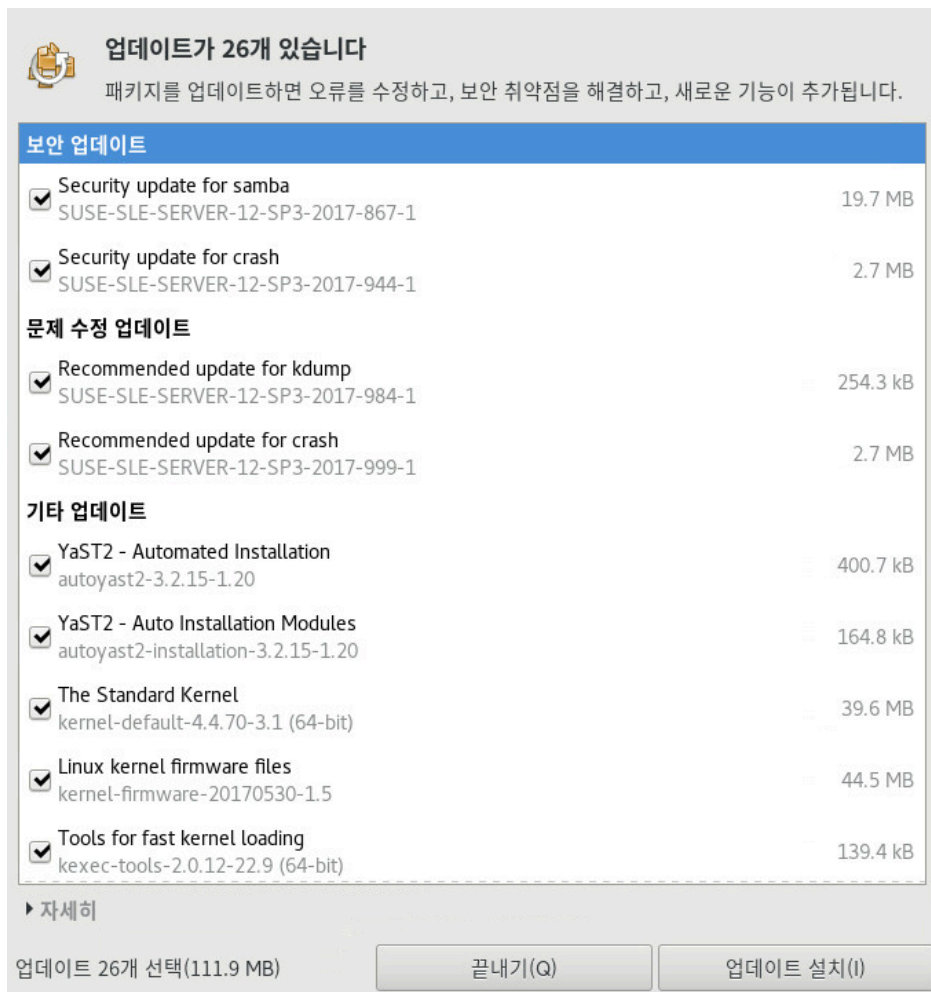 업데이트가 26개 있습니다
패키지를 업데이트하면 오류를 수정하고, 보안 취약점을 해결하고, 새로운 기능이 추가됩니다.
보안 업데이트
Security update for samba
SUSE-SLE-SERVER-12-SP3-2017-867-1
19.7 MB
Security update for crash
SUSE-SLE-SERVER-12-SP3-2017-944-1
2.7 MB
문제 수정 업데이트
Recommended update for kdump
SUSE-SLE-SERVER-12-SP3-2017-984-1
254.3 kB
Recommended update for crash
SUSE-SLE-SERVER-12-SP3-2017-999-1
2.7 MB
기타 업데이트
YaST2 - Automated Installation
autoyast2-3.2.15-1.20
400.7 kB
YaST2 - Auto Installation Modules
autoyast2-installation-3.2.15-1.20
164.8 kB
The Standard Kernel
kernel-default-4.4.70-3.1 (64-bit)
39.6 MB
Linux kernel firmware files
kernel-firmware-20170530-1.5
44.5 MB
Tools for fast kernel loading
kexec-tools-2.0.12-22.9 (64-bit)
139.4 kB
자세히
업데이트 26개 선택(111.9 MB)
끝내기(Q)
업데이트 설치(I)